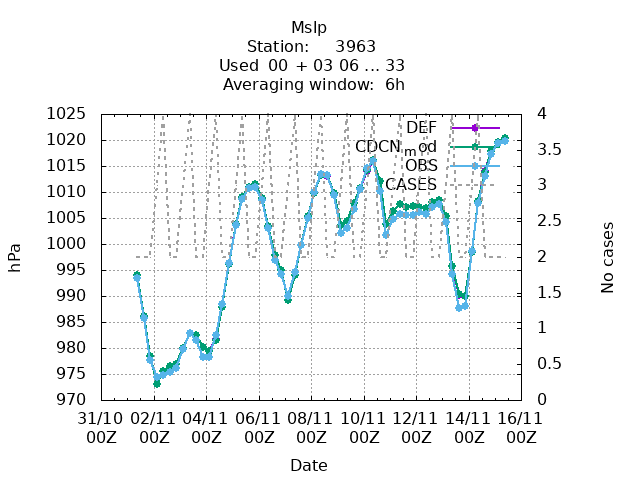 Mslp
Station: 3963
Used 00 + 03 06 ... 33
Averaging window: 6h
1025
1020
1015
1010
1005
1000
995
990
985
980
975
970
hPa
4
3.5
3
2.5
2
1.5
1
0.5
0
No cases
DEF
CDCN_mod
OBS
CASES
31/10 02/11 04/11 06/11 08/11 10/11 12/11 14/11 16/11
00Z 00Z 00Z 00Z 00Z 00Z 00Z 00Z 00Z
Date